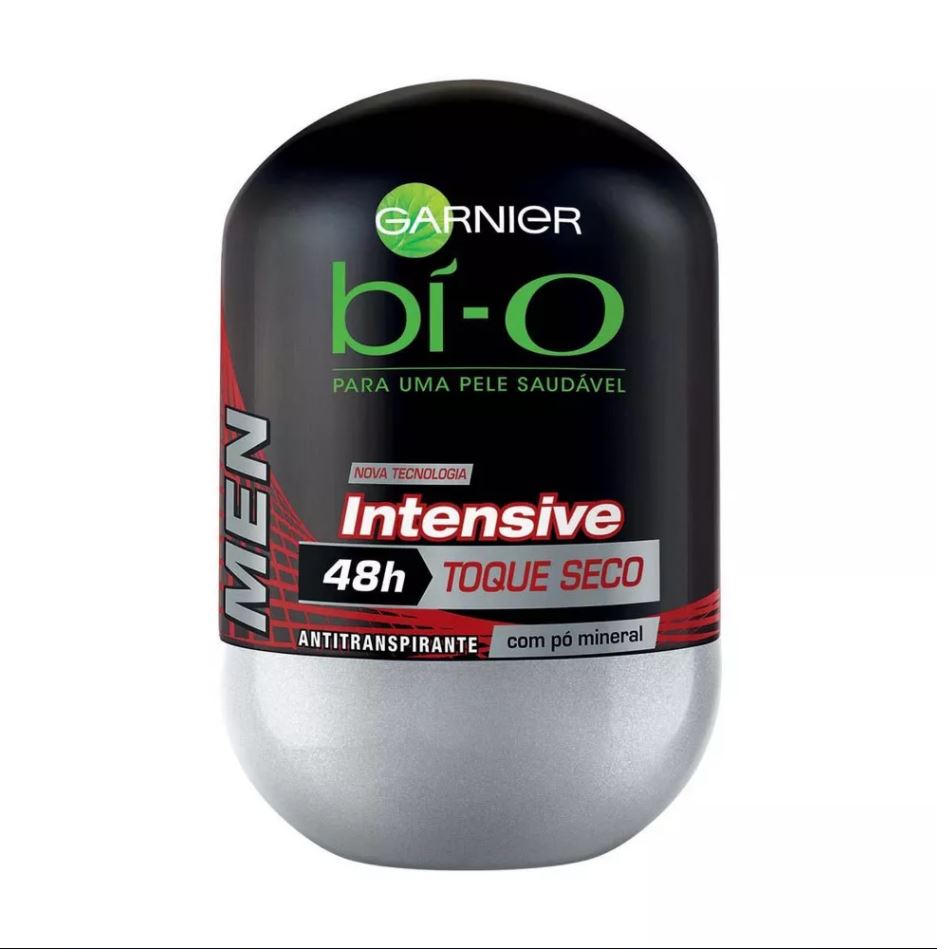 GARNIER
bí-o
PARA UMA PELE SAUDÁVEL
MEN
NOVA TECNOLOGIA
Intensive
48h TOQUE SECO
ANTITRANSPIRANTE com pó mineral